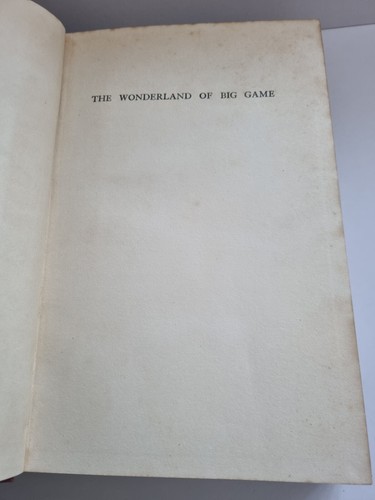 THE WONDERLAND OF BIG GAME